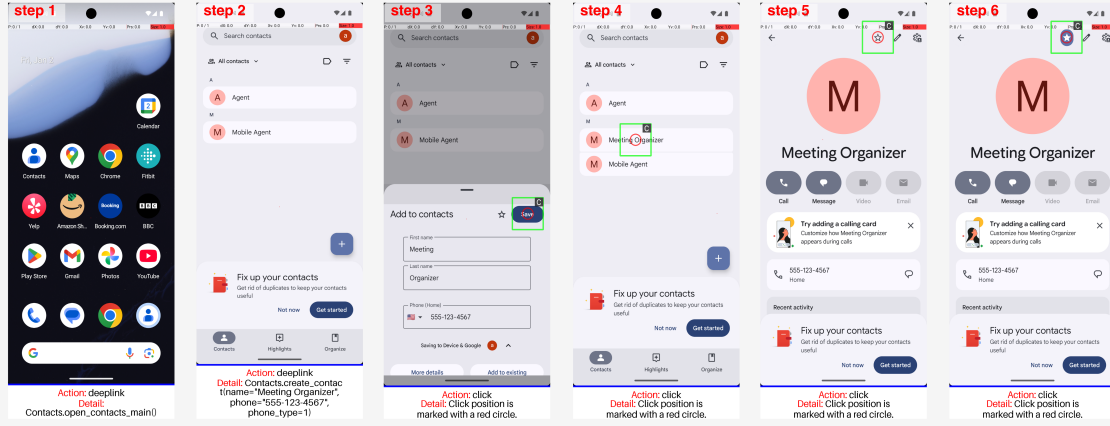 step 1
Fri, Jan 2
Calendar
Contacts
Maps
Chrome
Fitbit
Yelp
Amazon Sh...
Booking
Booking.com
BBC
BBC
Play Store
Gmail
Photos
YouTube
Action: deeplink
Detail:
Contacts.open_contacts_main()
step 2
Search contacts
a
All contacts
A
A Agent
M
M Mobile Agent
Fix up your contacts
Get rid of duplicates to keep your contacts
useful
Not now
Get started
Contacts
Highlights
Organize
Action: deeplink
Detail: Contacts.create_contac
t(name="Meeting Organizer",
phone="555-123-4567",
phone_type=1)
step 3
Search contacts
a
All contacts
A
A Agent
M
M Mobile Agent
C
Add to contacts
Save
First name
Meeting
Last name
Organizer
Phone (Home)
555-123-4567
Saving to Device & Google
a
More details
Add to existing
Action: click
Detail: Click position is
marked with a red circle.
step 4
Search contacts
a
All contacts
A
A Agent
M
C
M Meeting Organizer
M Mobile Agent
Fix up your contacts
Get rid of duplicates to keep your contacts
useful
Not now
Get started
Contacts
Highlights
Organize
Action: click
Detail: Click position is
marked with a red circle.
step 5
C
M
Meeting Organizer
Call
Message
Video
Email
Try adding a calling card
Customize how Meeting Organizer
appears during calls
555-123-4567
Home
Recent activity
Fix up your contacts
Get rid of duplicates to keep your contacts
useful
Not now
Get started
Action: click
Detail: Click position is
marked with a red circle.
step 6
C
M
Meeting Organizer
Call
Message
Video
Email
Try adding a calling card
Customize how Meeting Organizer
appears during calls
555-123-4567
Home
Recent activity
Fix up your contacts
Get rid of duplicates to keep your contacts
useful
Not now
Get started
Action: click
Detail: Click position is
marked with a red circle.